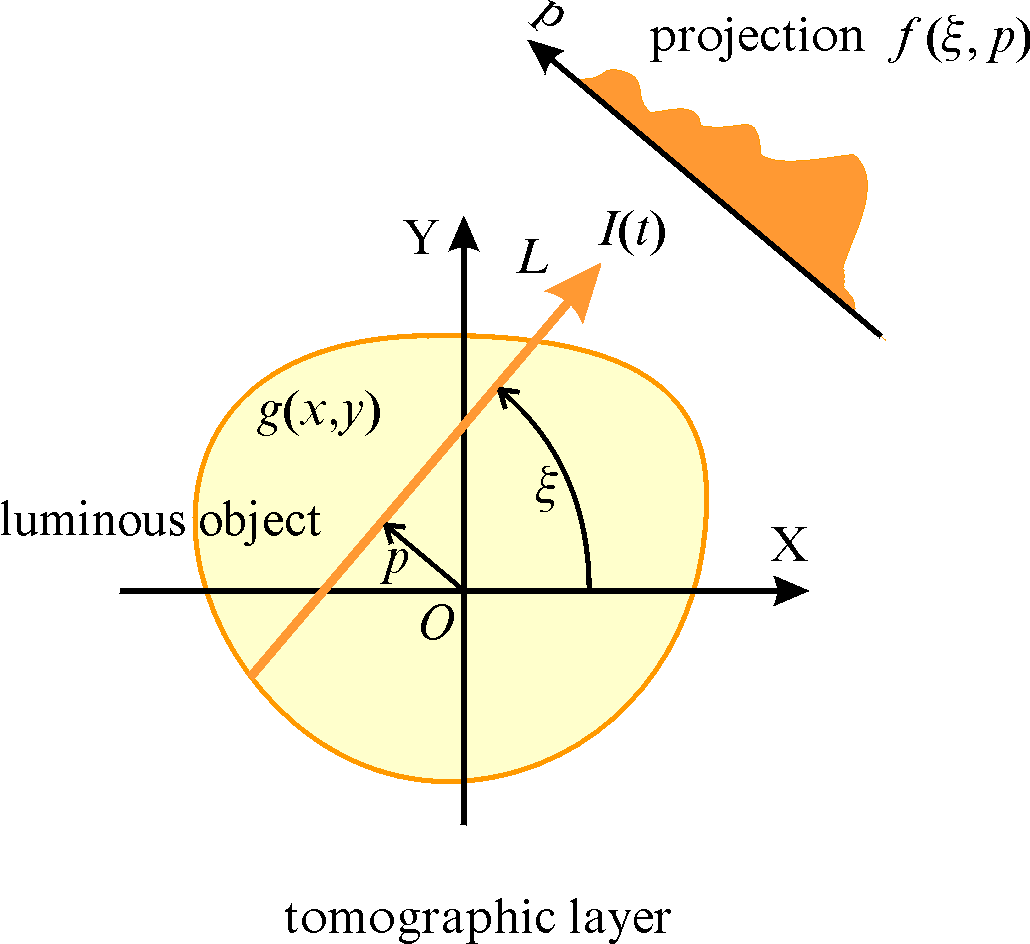 p
projection f(ξ, p)
Y
L
I(t)
g(x,y)
ξ
luminous object
X
p
O
tomographic layer